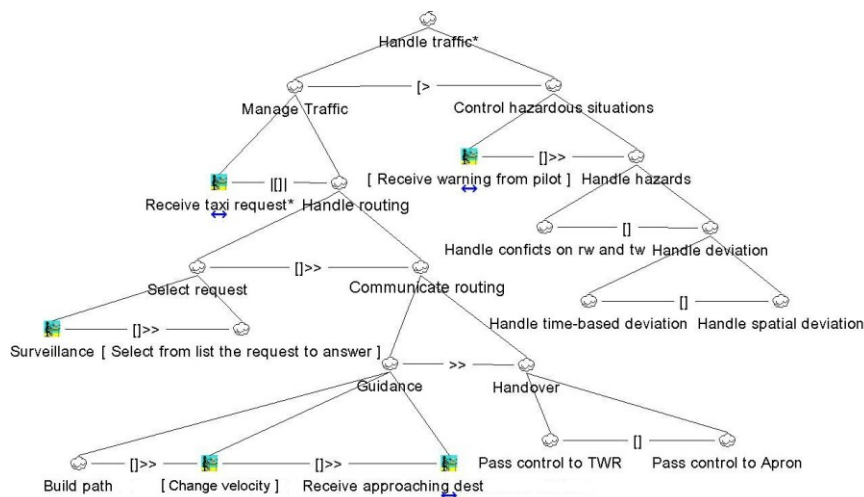 Handle traffic*
[>
Manage Traffic Control hazardous situations
|[]| []>>
Receive taxi request* Handle routing [ Receive warning from pilot ] Handle hazards
[]
Handle conficts on rw and tw Handle deviation
[]>>
Select request Communicate routing
[]
Handle time-based deviation Handle spatial deviation
[]>>
Surveillance [ Select from list the request to answer ]
>>
Guidance Handover
[]>> []>> []
Build path [ Change velocity ] Receive approaching dest Pass control to TWR Pass control to Apron